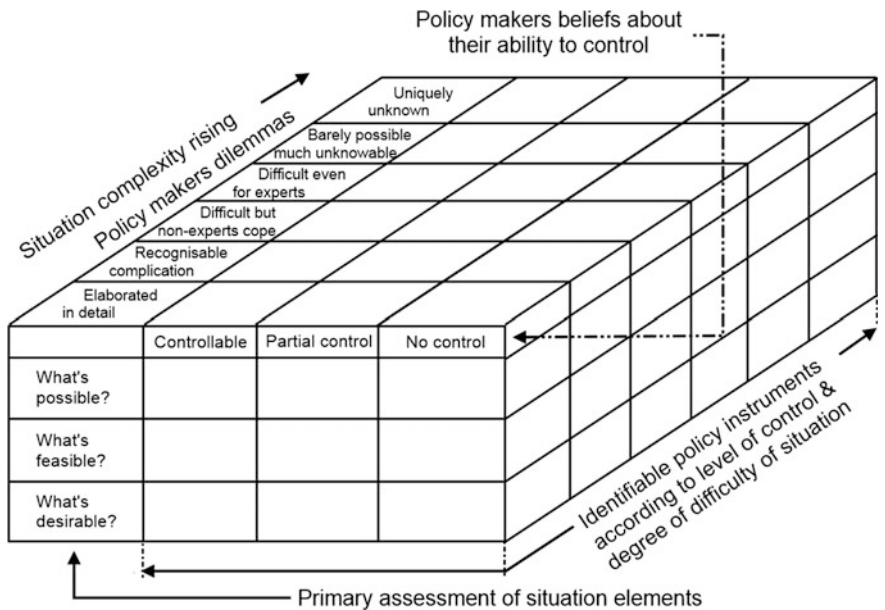 Policy makers beliefs about
their ability to control
Situation complexity rising
Policy makers dilemmas
Uniquely
unknown
Barely possible
much unknowable
Difficult even
for experts
Difficult but
non-experts cope
Recognisable
complication
Elaborated
in detail
Controllable
Partial control
No control
What's
possible?
What's
feasible?
What's
desirable?
Identifiable policy instruments
according to level of control &
degree of difficulty of situation
Primary assessment of situation elements